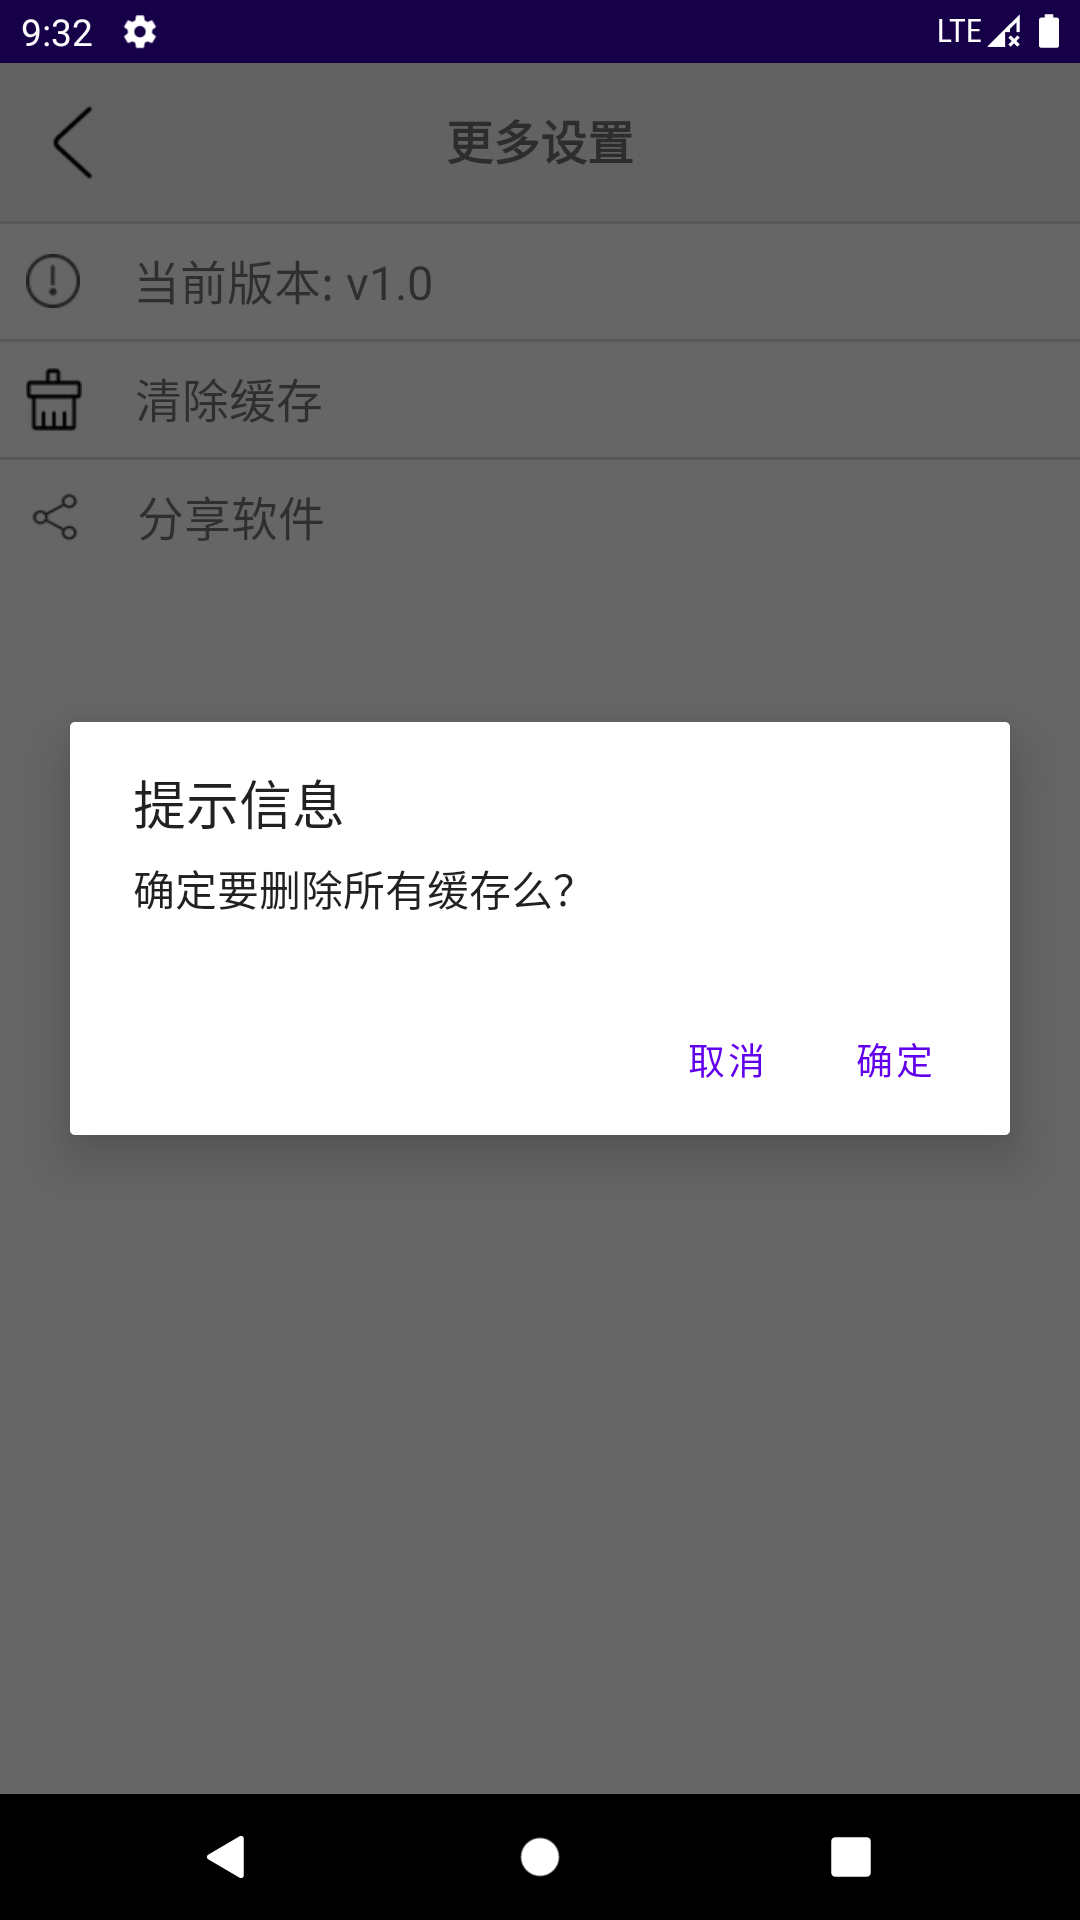 9:32 LTE
更多设置
当前版本: v1.0
清除缓存
分享软件
提示信息
确定要删除所有缓存么?
取消 确定